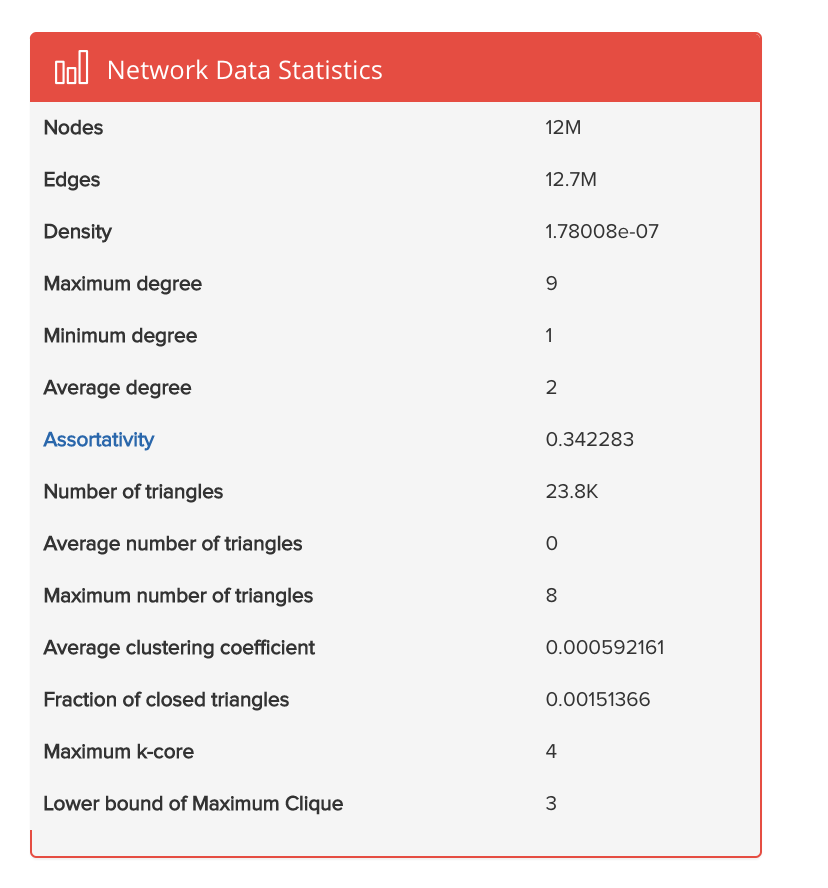 Network Data Statistics
Nodes 12M
Edges 12.7M
Density 1.78008e-07
Maximum degree 9
Minimum degree 1
Average degree 2
Assortativity 0.342283
Number of triangles 23.8K
Average number of triangles 0
Maximum number of triangles 8
Average clustering coefficient 0.000592161
Fraction of closed triangles 0.00151366
Maximum k-core 4
Lower bound of Maximum Clique 3